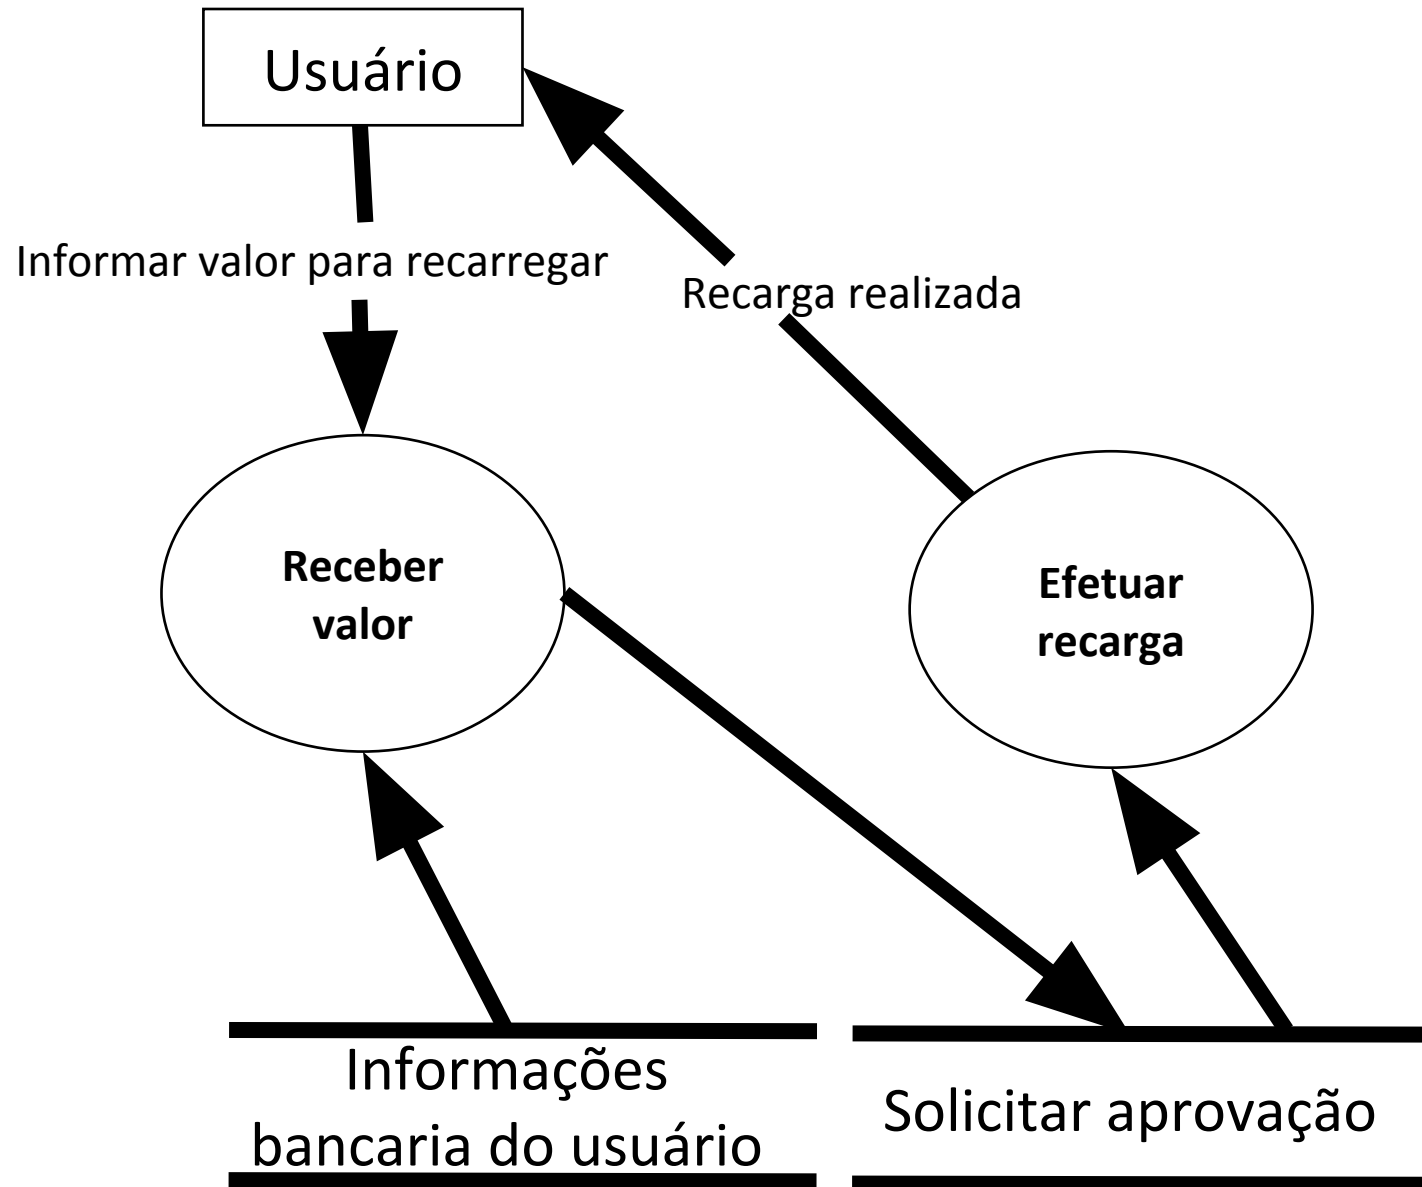 Usuário
Informar valor para recarregar
Recarga realizada
Receber
valor
Efetuar
recarga
Informações
bancaria do usuário
Solicitar aprovação